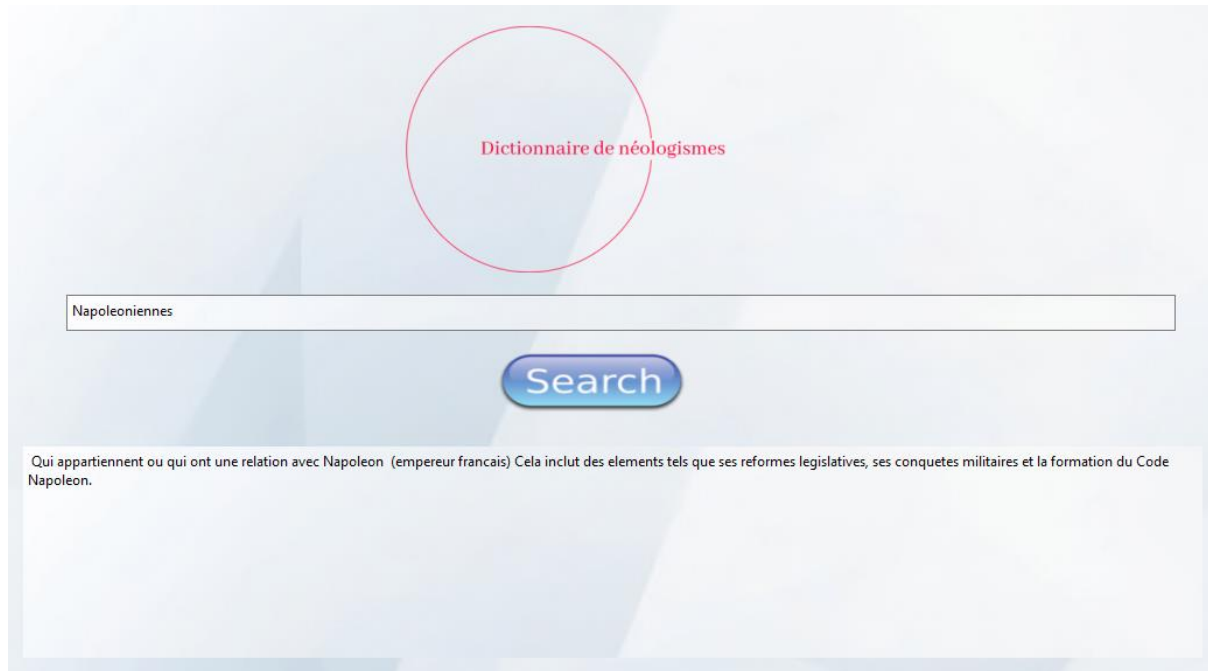 Dictionnaire de néologismes
Napoleoniennes
Search
Qui appartiennent ou qui ont une relation avec Napoleon  (empereur francais) Cela inclut des elements tels que ses reformes legislatives, ses conquetes militaires et la formation du Code
Napoleon.